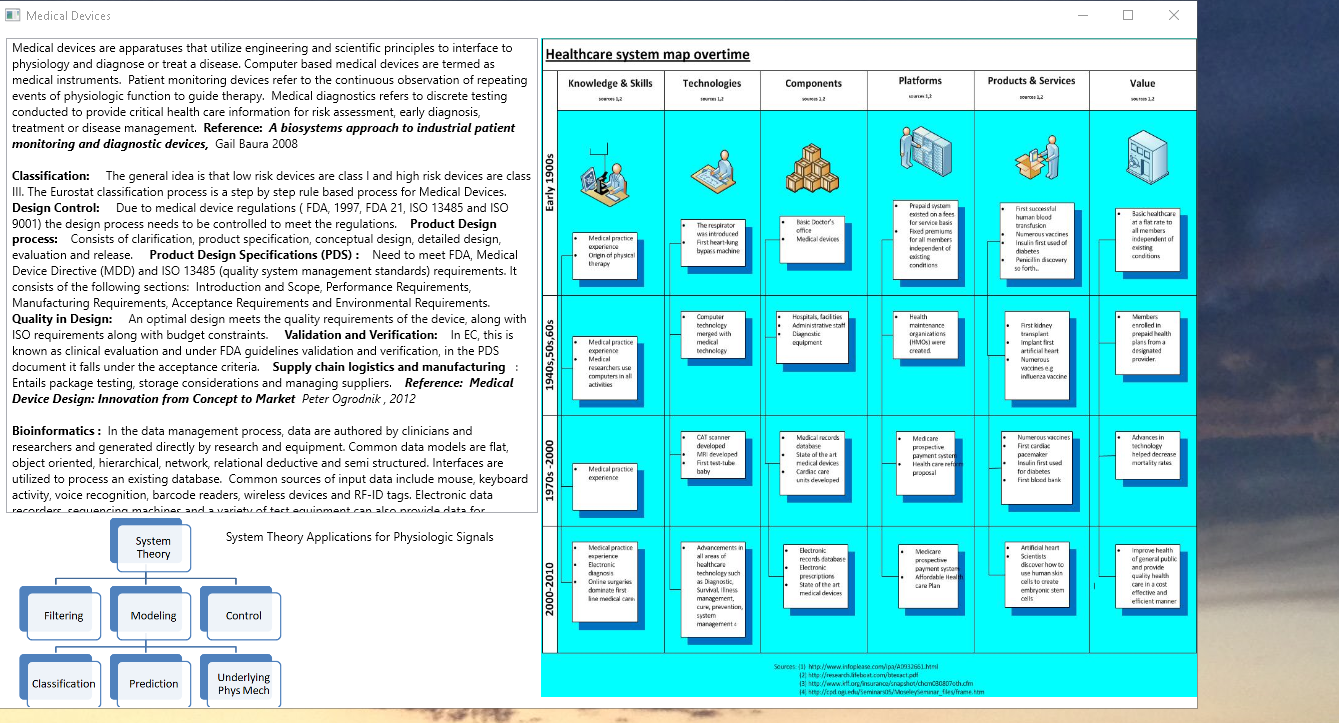 Medical Devices
Medical devices are apparatuses that utilize engineering and scientific principles to interface to
physiology and diagnose or treat a disease. Computer based medical devices are termed as
medical instruments. Patient monitoring devices refer to the continuous observation of repeating
events of physiologic function to guide therapy. Medical diagnostics refers to discrete testing
conducted to provide critical health care information for risk assessment, early diagnosis,
treatment or disease management. Reference: A biosystems approach to industrial patient
monitoring and diagnostic devices, Gail Baura 2008
Classification: The general idea is that low risk devices are class I and high risk devices are class
III. The Eurostat classification process is a step by step rule based process for Medical Devices.
Design Control: Due to medical device regulations ( FDA, 1997, FDA 21, ISO 13485 and ISO
9001) the design process needs to be controlled to meet the regulations. Product Design
process: Consists of clarification, product specification, conceptual design, detailed design,
evaluation and release. Product Design Specifications (PDS) : Need to meet FDA, Medical
Device Directive (MDD) and ISO 13485 (quality system management standards) requirements. It
consists of the following sections: Introduction and Scope, Performance Requirements,
Manufacturing Requirements, Acceptance Requirements and Environmental Requirements.
Quality in Design: An optimal design meets the quality requirements of the device, along with
ISO requirements along with budget constraints. Validation and Verification: In EC, this is
known as clinical evaluation and under FDA guidelines validation and verification, in the PDS
document it falls under the acceptance criteria. Supply chain logistics and manufacturing :
Entails package testing, storage considerations and managing suppliers. Reference: Medical
Device Design: Innovation from Concept to Market Peter Ogrodnik , 2012
Bioinformatics : In the data management process, data are authored by clinicians and
researchers and generated directly by research and equipment. Common data models are flat,
object oriented, hierarchical, network, relational deductive and semi structured. Interfaces are
utilized to process an existing database. Common sources of input data include mouse, keyboard
activity, voice recognition, barcode readers, wireless devices and RF-ID tags. Electronic data
recorders, sequencing machines and a variety of test equipment can also provide data for
System Theory Applications for Physiologic Signals
System
Theory
Filtering
Modeling
Control
Classification
Prediction
Underlying
Phys Mech
Healthcare system map overtime
Knowledge & Skills
sources 1,2
Technologies
sources 1,2
Components
sources 1,2
Platforms
sources 1,2
Products & Services
sources 1,2
Value
sources 1,2
Early 1900s
Medical practice
experience
Origin of physical
therapy
The respirator
was introduced
First heart-lung
bypass machine
Basic Doctor's
office
Medical devices
Prepaid system
existed on a fees
for service basis
Fixed premiums
for all members
independent of
existing
conditions
First successful
human blood
transfusion
Numerous vaccines
Insulin first used of
diabetes
Penicillin discovery
so forth..
Basic healthcare
at a flat rate to
all members
independent of
existing
conditions
1940s,50s,60s
Medical practice
experience
Medical
researchers use
computers in all
activities
Computer
technology
merged with
medical
technology
Hospitals, facilities
Administrative staff
Diagnostic
equipment
Health
maintenance
organizations
(HMOs) were
created.
First kidney
transplant
Implant first
artificial heart
Numerous
vaccines e.g.
influenza vaccine
Members
enrolled in
prepaid health
plans from a
designated
provider.
1970s -2000
Medical practice
experience
CAT scanner
developed
MRI developed
First test-tube
baby
Medical records
database
State of the art
medical devices
Cardiac care
units developed
Medicare
prospective
payment system
Health care reform
proposal
Numerous vaccines
First cardiac
pacemaker
Insulin first used
for diabetes
First blood bank
Advances in
technology
helped decrease
mortality rates
2000-2010
Medical practice
experience
Electronic
diagnosis
Online surgeries
dominate first
line medical care.
Advancements in
all areas of
healthcare
technology such
as Diagnostic,
Survival, Illness
management,
cure, prevention,
system
management
Electronic
records database
Electronic
prescriptions
State of the art
medical devices
Medicare
prospective
payment system
Affordable Health
care Plan
Artificial heart
Scientists
discover how to
use human skin
cells to create
embryonic stem
cells
Improve health
of general public
and provide
quality health
care in a cost
effective and
efficient manner
Sources: (1) http://www.infoplease.com/ipa/A0932661.html
(2) http://research.lifeboat.com/btexact.pdf
(3) http://www.irff.org/insurance/snapshot/chcm030807oth.cfm
(4) http://cpd.ogi.edu/Seminars05/MoseleySeminar_files/frame.htm